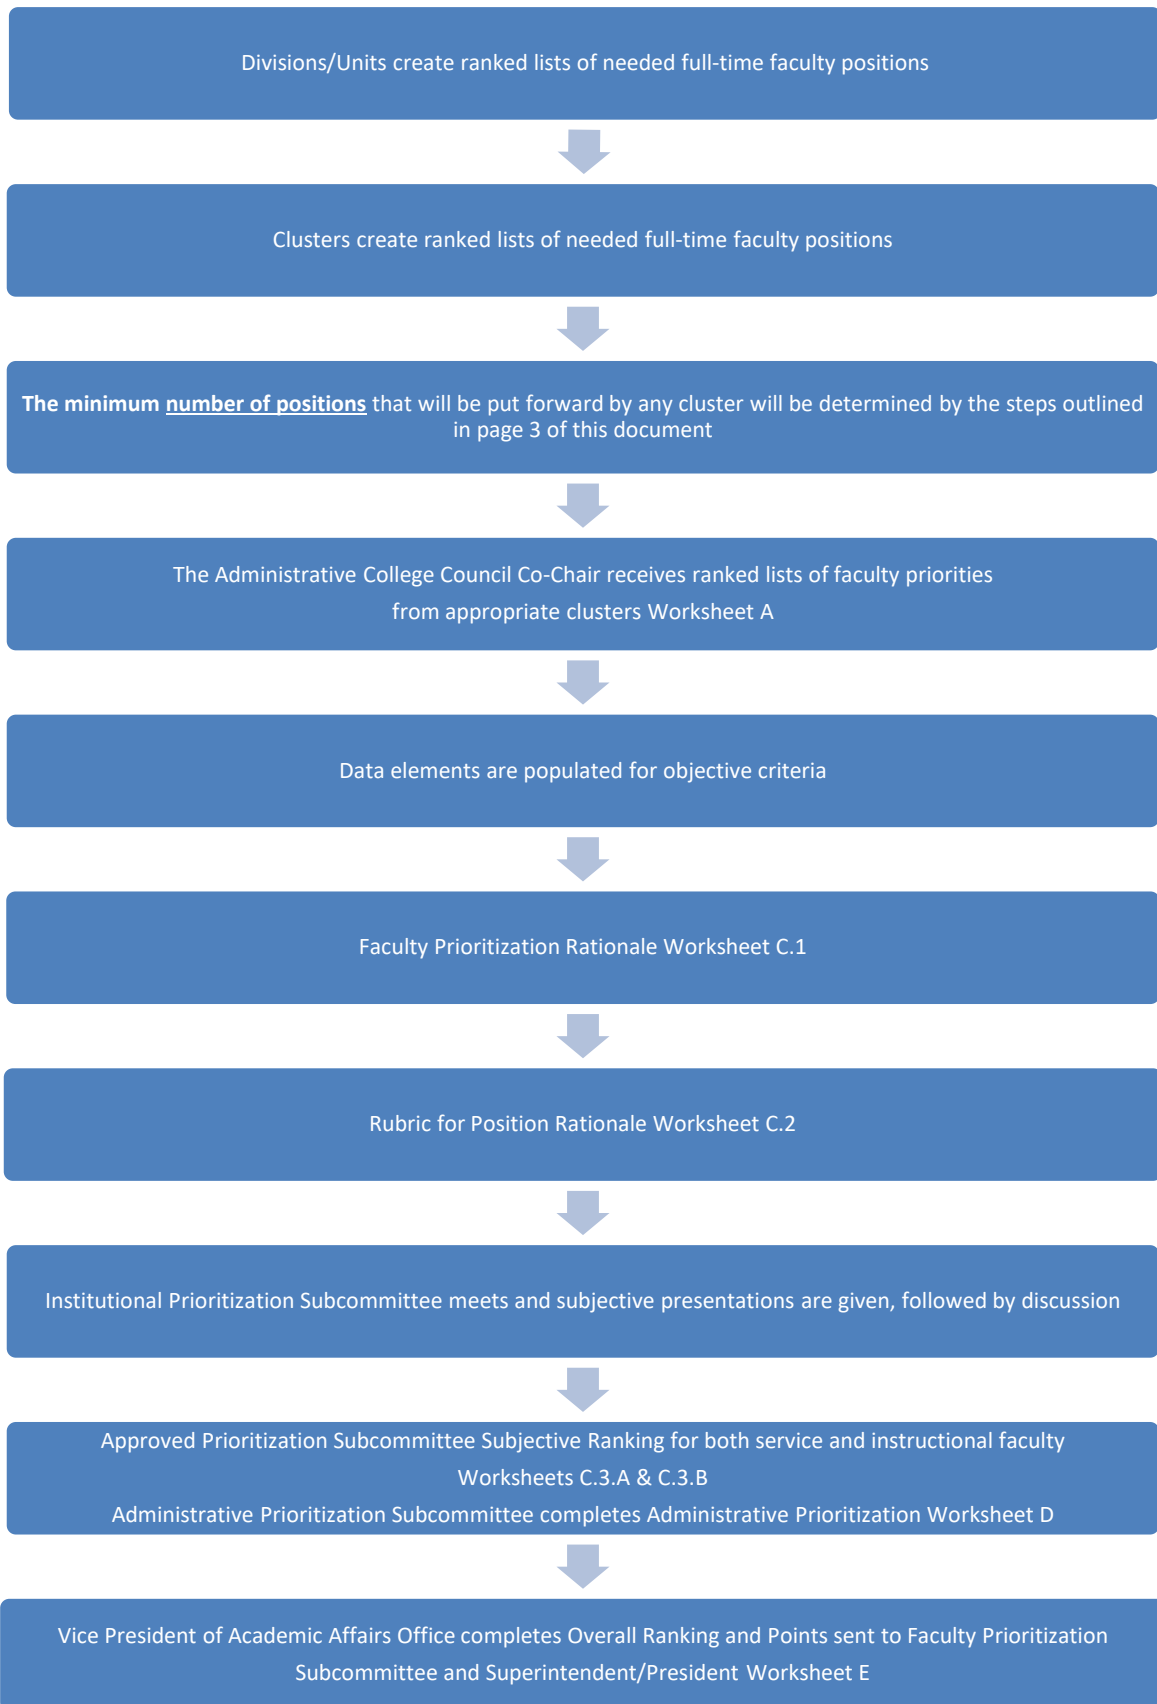 Divisions/Units create ranked lists of needed full-time faculty positions
Clusters create ranked lists of needed full-time faculty positions
The minimum number of positions that will be put forward by any cluster will be determined by the steps outlined
in page 3 of this document
The Administrative College Council Co-Chair receives ranked lists of faculty priorities
from appropriate clusters Worksheet A
Data elements are populated for objective criteria
Faculty Prioritization Rationale Worksheet C.1
Rubric for Position Rationale Worksheet C.2
Institutional Prioritization Subcommittee meets and subjective presentations are given, followed by discussion
Approved Prioritization Subcommittee Subjective Ranking for both service and instructional faculty
Worksheets C.3.A & C.3.B
Administrative Prioritization Subcommittee completes Administrative Prioritization Worksheet D
Vice President of Academic Affairs Office completes Overall Ranking and Points sent to Faculty Prioritization
Subcommittee and Superintendent/President Worksheet E